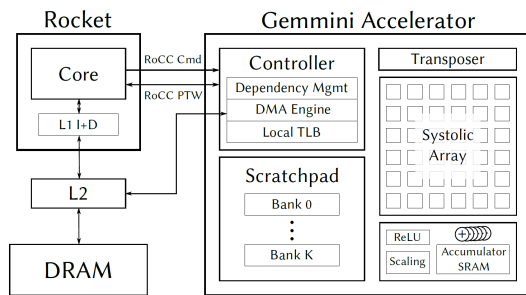 Rocket
Core
L1 I+D
L2
DRAM
RoCC Cmd
RoCC PTW
Gemmini Accelerator
Controller
Dependency Mgmt
DMA Engine
Local TLB
Scratchpad
Bank 0
Bank K
Transposer
Systolic
Array
ReLU
Scaling
Accumulator
SRAM